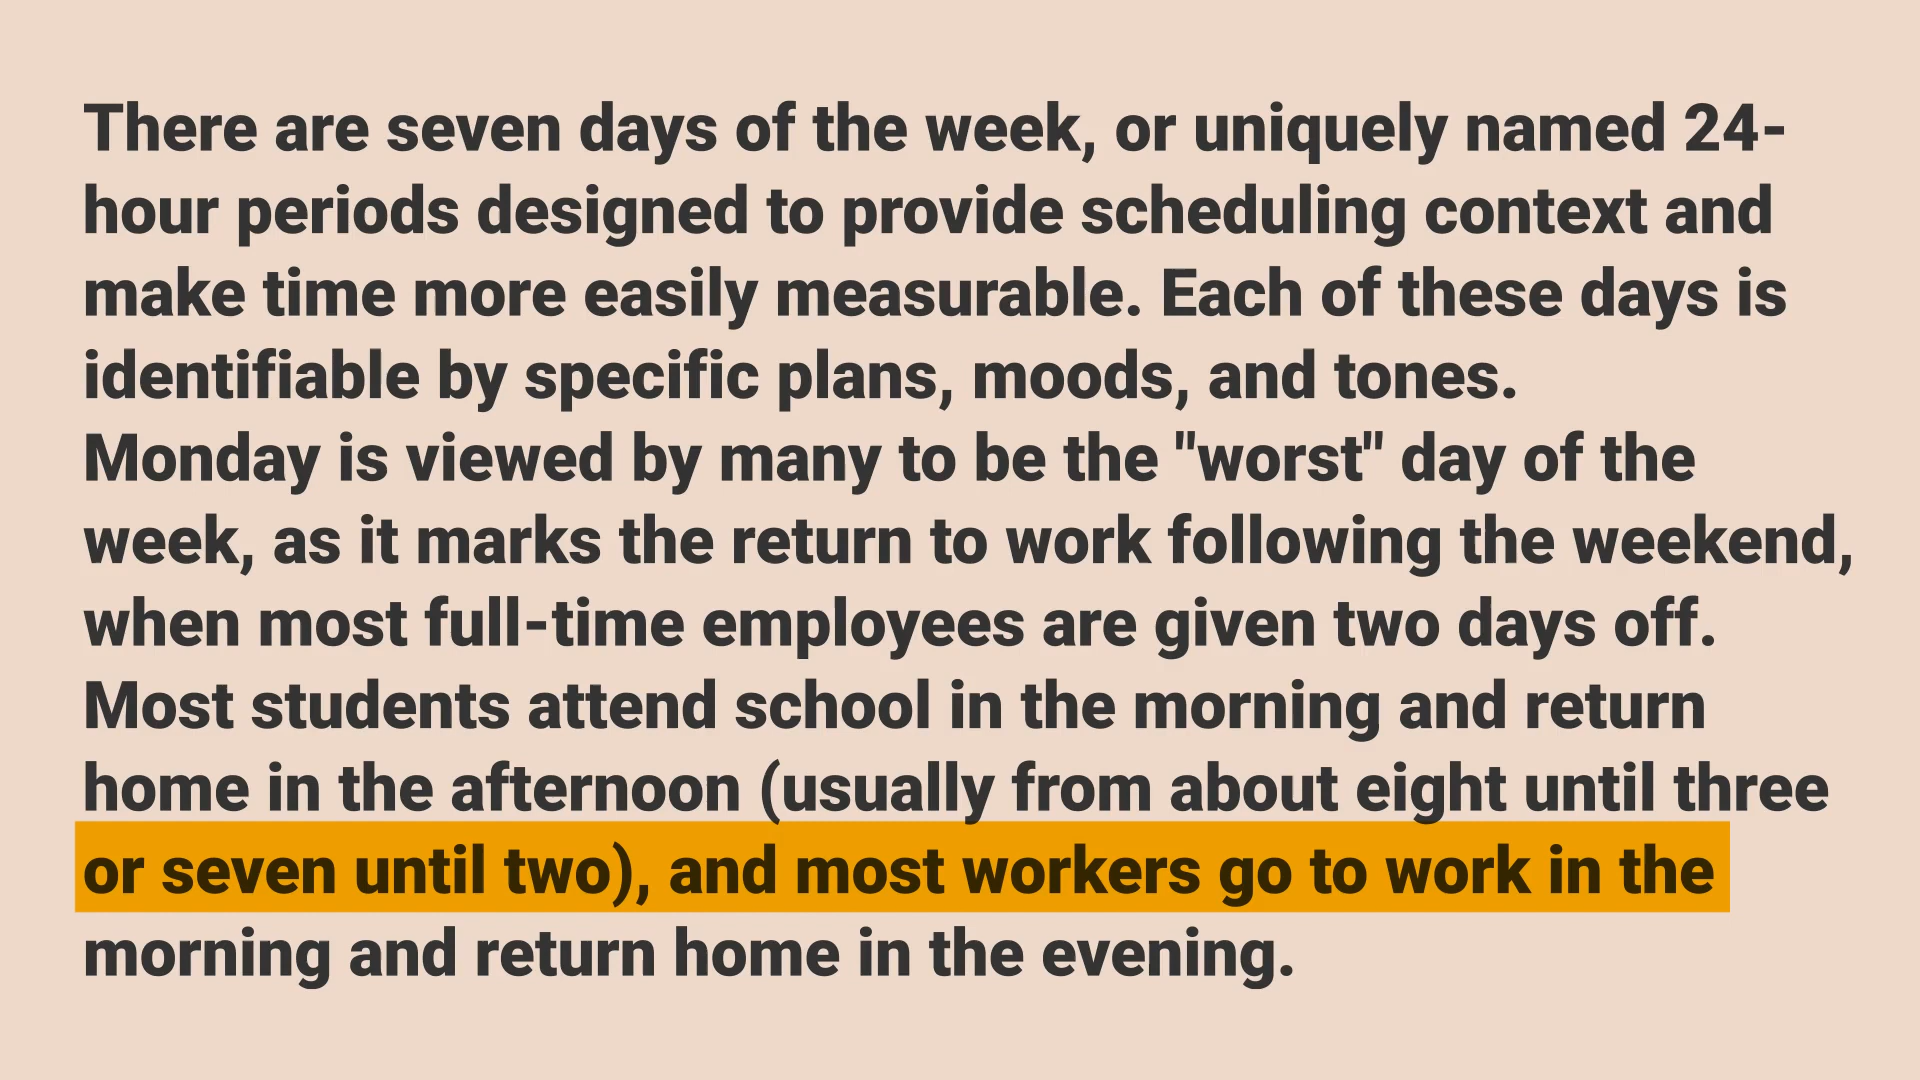 There are seven days of the week, or uniquely named 24-
hour periods designed to provide scheduling context and
make time more easily measurable. Each of these days is
identifiable by specific plans, moods, and tones.
Monday is viewed by many to be the "worst" day of the
week, as it marks the return to work following the weekend,
when most full-time employees are given two days off.
Most students attend school in the morning and return
home in the afternoon (usually from about eight until three
or seven until two), and most workers go to work in the
morning and return home in the evening.